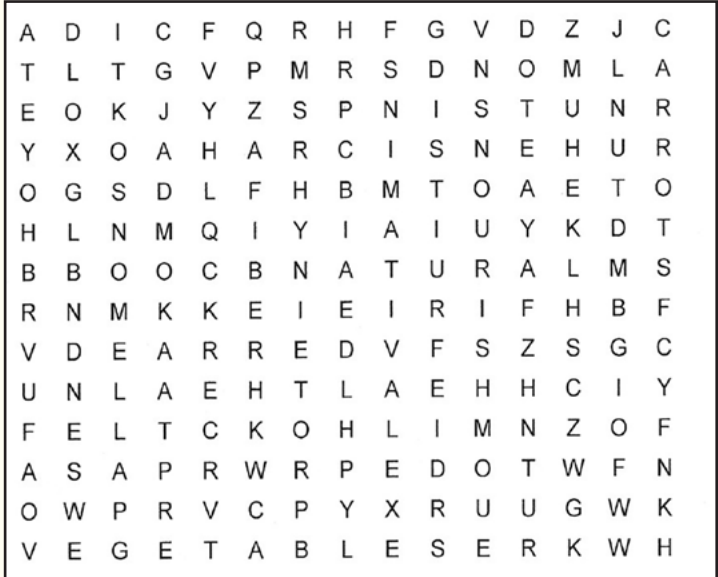 A D I C F Q R H F G V D Z J C
T L T G V P M R S D N O M L A
E O K J Y Z S P N I S T U N R
Y X O A H A R C I S N E H U R
O G S D L F H B M T O A E T O
H L N M Q I Y I A I U Y K D T
B B O O C B N A T U R A L M S
R N M K K E I E I R I F H B F
V D E A R R E D V F S Z S G C
U N L A E H T L A E H H C I Y
F E L T C K O H L I M N Z O F
A S A P R W R P E D O T W F N
O W P R V C P Y X R U U G W K
V E G E T A B L E S E R K W H